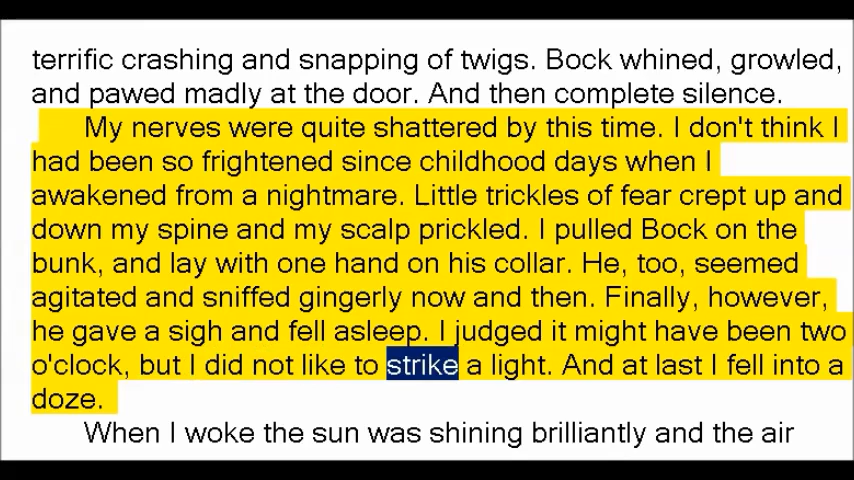 terrific crashing and snapping of twigs. Bock whined, growled,
and pawed madly at the door. And then complete silence.
My nerves were quite shattered by this time. I don't think I
had been so frightened since childhood days when I
awakened from a nightmare. Little trickles of fear crept up and
down my spine and my scalp prickled. I pulled Bock on the
bunk, and lay with one hand on his collar. He, too, seemed
agitated and sniffed gingerly now and then. Finally, however,
he gave a sigh and fell asleep. I judged it might have been two
o'clock, but I did not like to strike a light. And at last I fell into a
doze.
When I woke the sun was shining brilliantly and the air